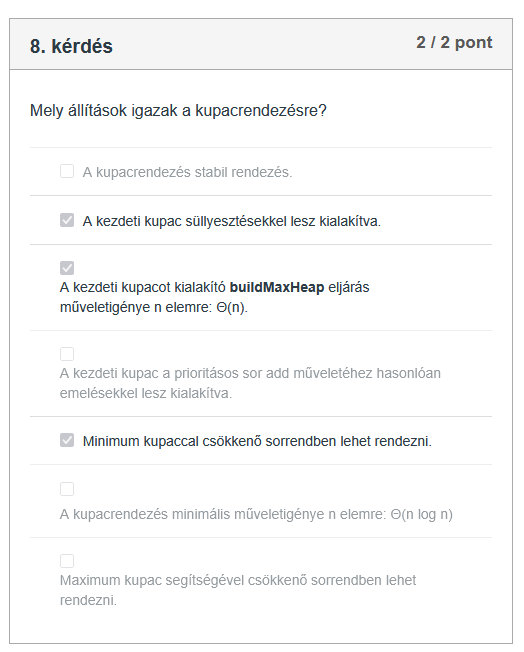 8. kérdés
2 / 2 pont
Mely állítások igazak a kupacrendezésre?
A kupacrendezés stabil rendezés.
A kezdeti kupac süllyesztésekkel lesz kialakítva.
A kezdeti kupacot kialakító buildMaxHeap eljárás
műveletigénye n elemre: Θ(n).
A kezdeti kupac a prioritásos sor add műveletéhez hasonlóan
emelésekkel lesz kialakítva.
Minimum kupaccal csökkenő sorrendben lehet rendezni.
A kupacrendezés minimális műveletigénye n elemre: Θ(n log n)
Maximum kupac segítségével csökkenő sorrendben lehet
rendezni.